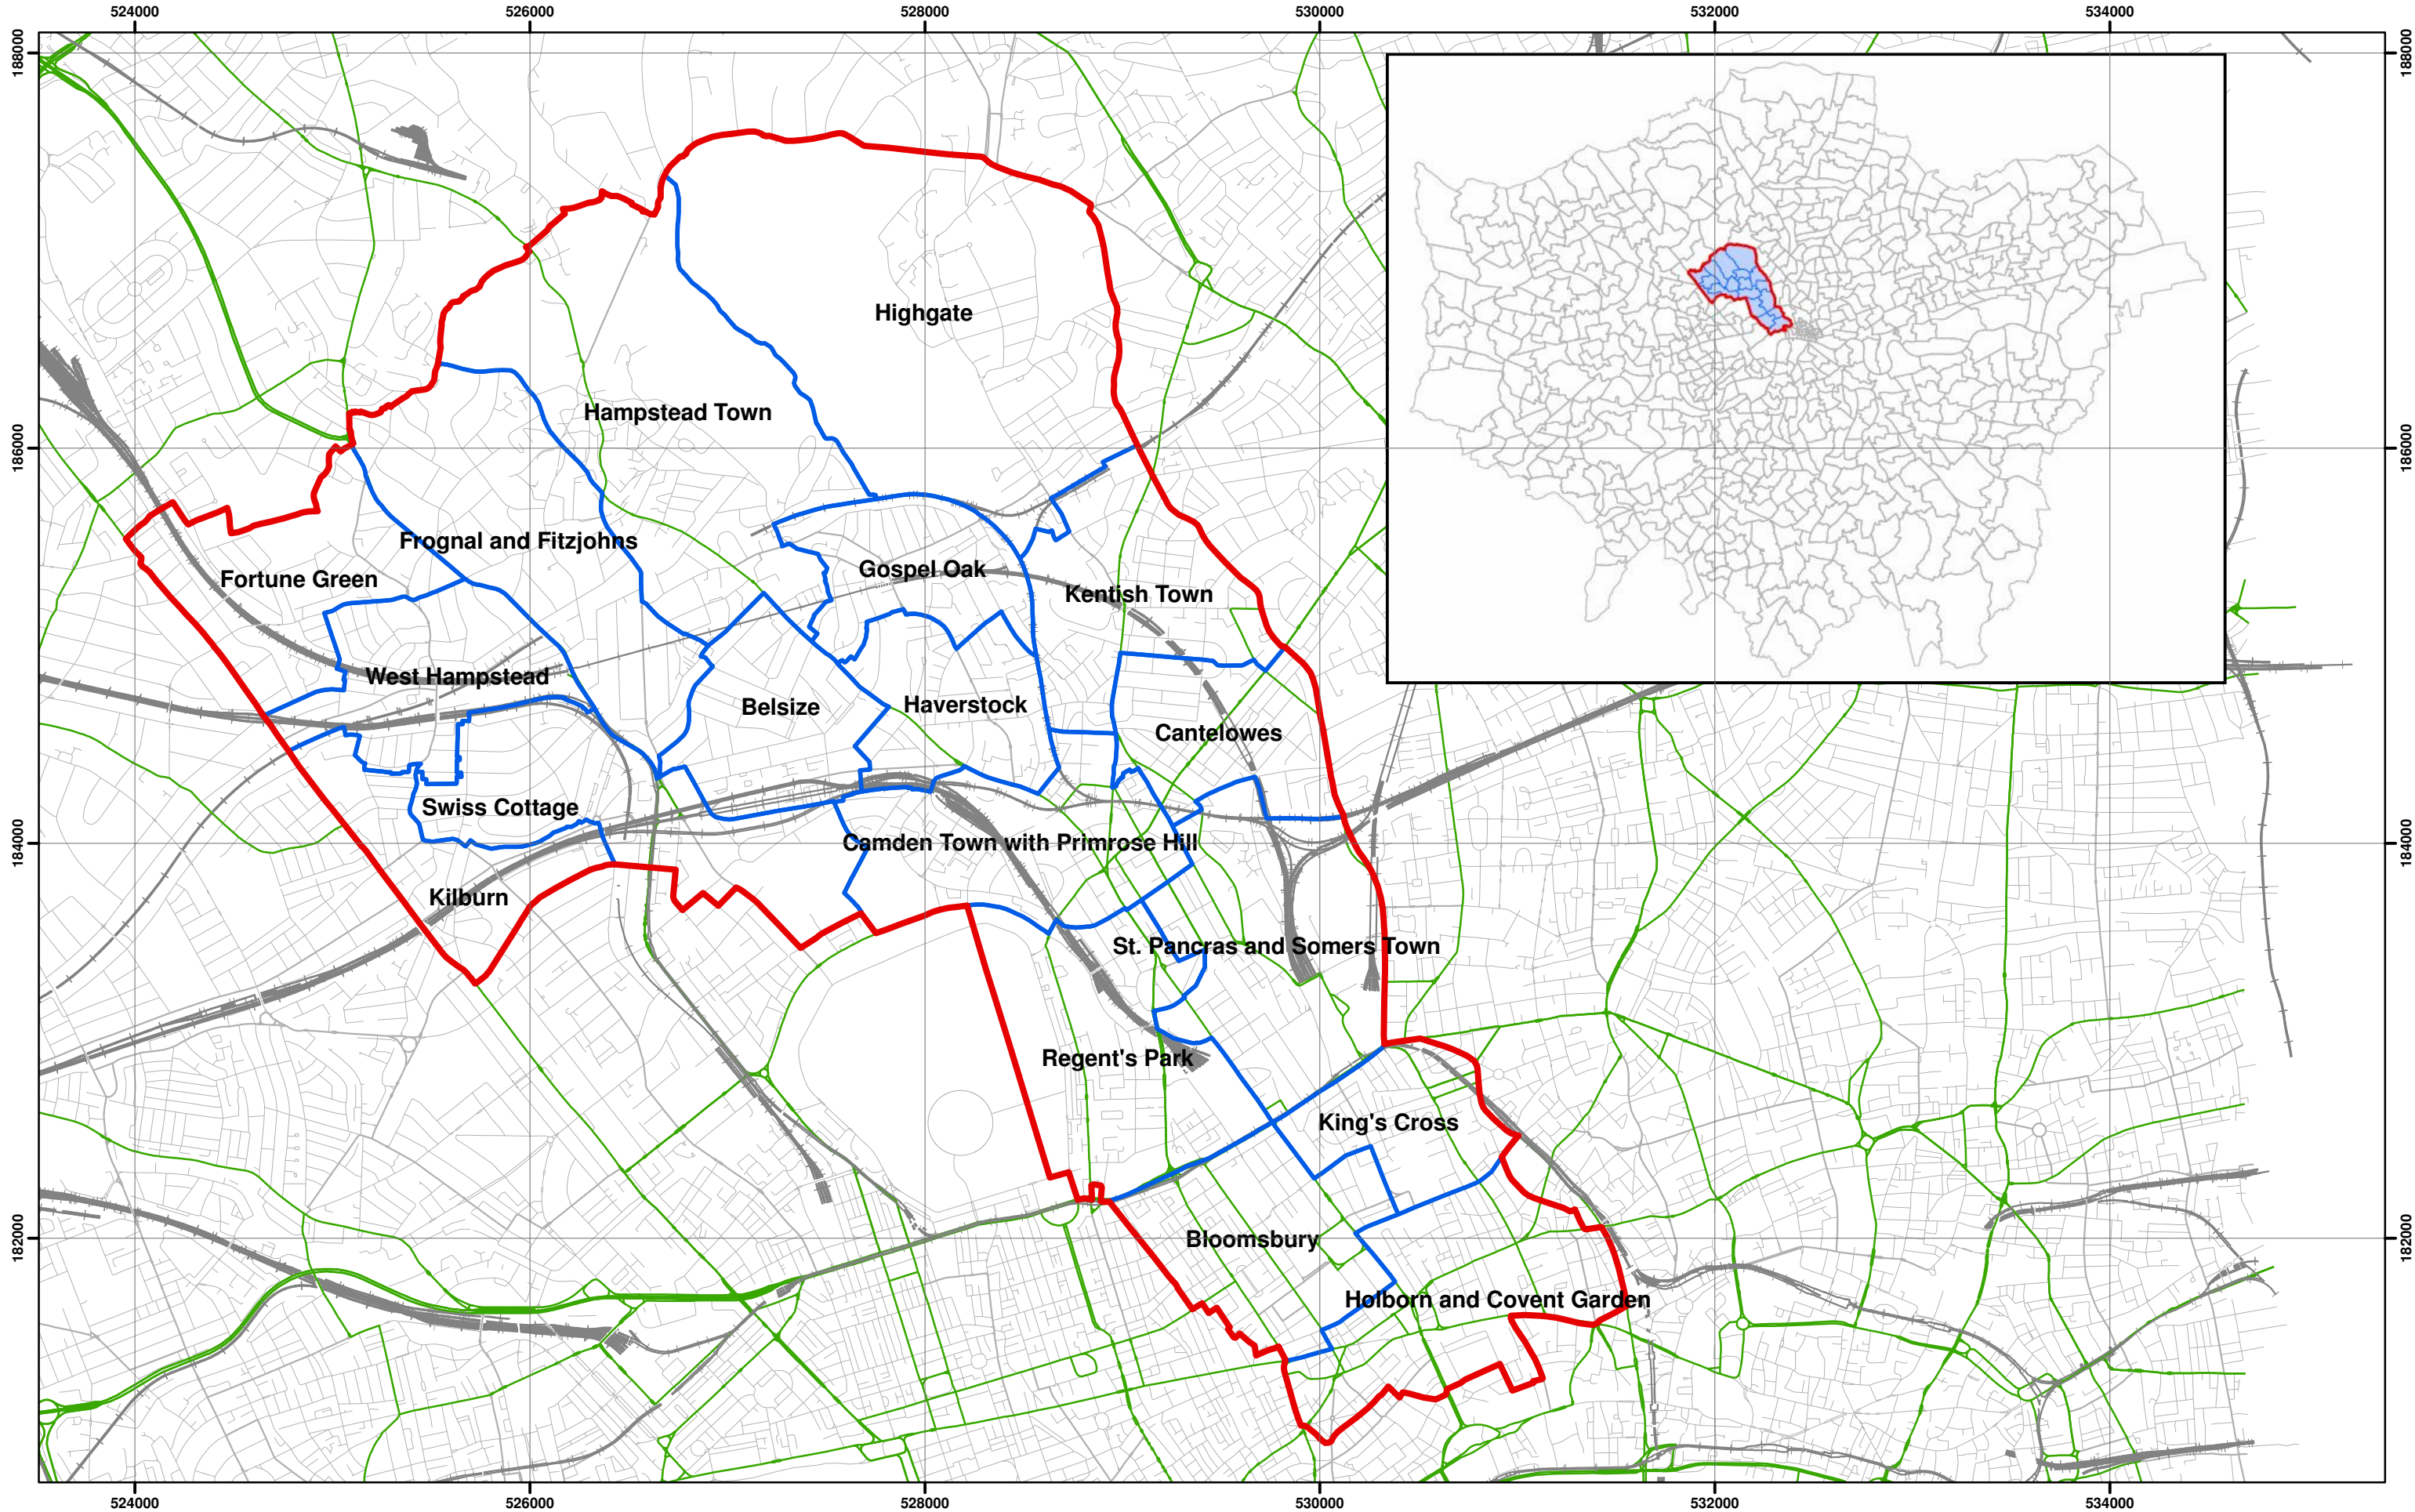 524000
526000
528000
530000
532000
534000
188000
188000
Highgate
Hampstead Town
186000
186000
Frognal and Fitzjohns
Gospel Oak
Fortune Green
Kentish Town
West Hampstead
Haverstock
Belsize
Cantelowes
Swiss Cottage
184000
184000
Camden Town with Primrose Hill
Kilburn
St. Pancras and Somers Town
Regent's Park
King's Cross
182000
182000
Bloomsbury
Holborn and Covent Garden
524000
526000
528000
530000
532000
534000